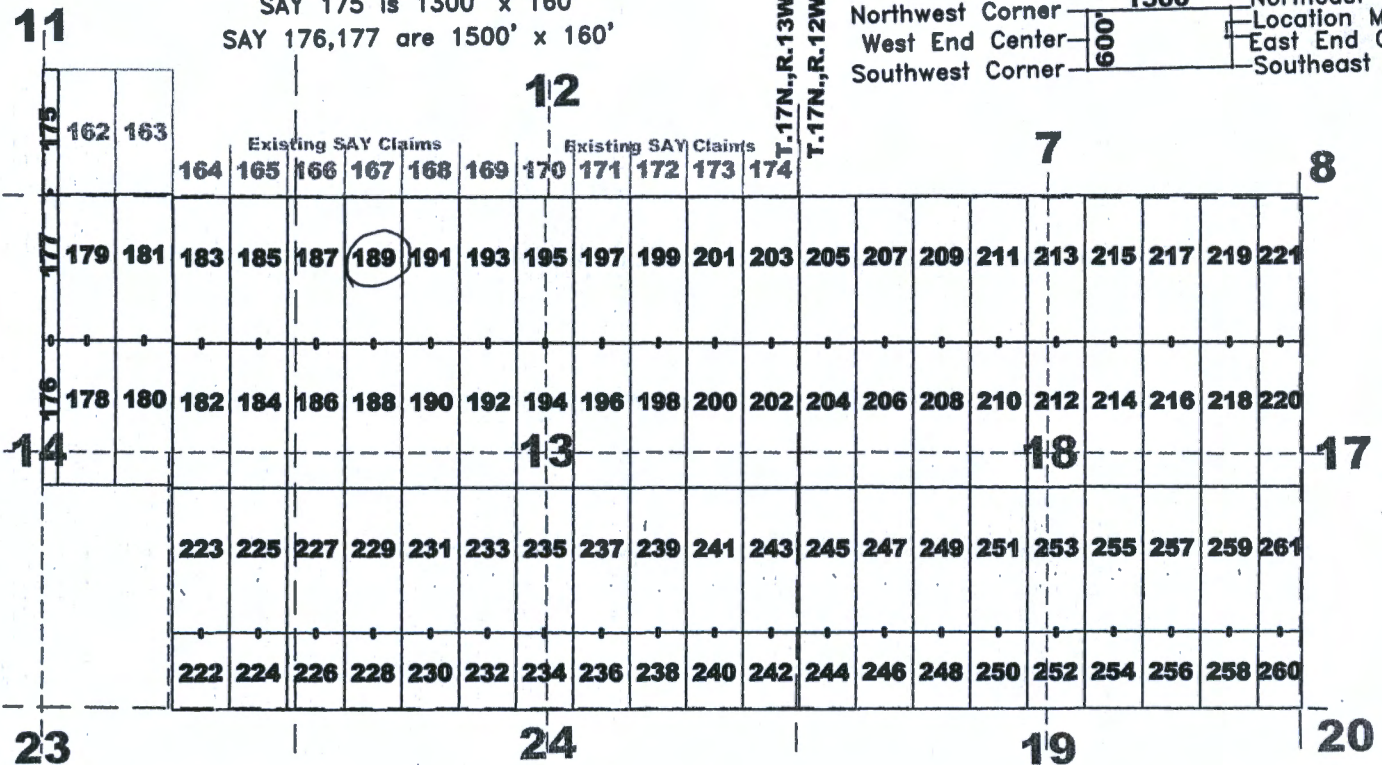 11
SAY 175 is 1300' x 160'
SAY 176,177 are 1500' x 160'
T.17N.,R.13W
T.17N.,R.12W
1500'
600'
Northwest Corner
West End Center
Southwest Corner
Location
East End
Southeast
12
7
8
175
162 163
Existing SAY Claims
Existing SAY Claims
164 165 166 167 168 169 170 171 172 173 174
177
179 181 183 185 187 189 191 193 195 197 199 201 203 205 207 209 211 213 215 217 219 221
176
178 180 182 184 186 188 190 192 194 196 198 200 202 204 206 208 210 212 214 216 218 220
14 13 18 17
223 225 227 229 231 233 235 237 239 241 243 245 247 249 251 253 255 257 259 261
222 224 226 228 230 232 234 236 238 240 242 244 246 248 250 252 254 256 258 260
23 24 19 20